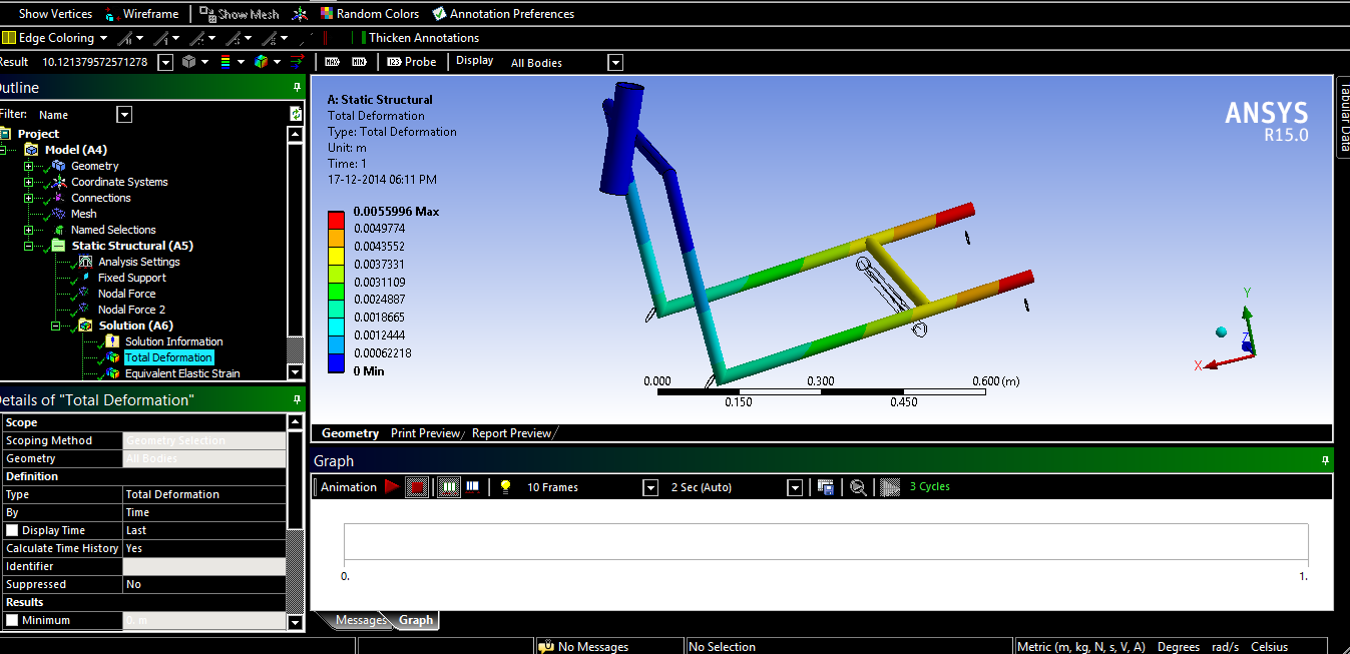 Show Vertices Wireframe Show Mesh Random Colors Annotation Preferences
Edge Coloring Thicken Annotations
Result 10.121379572571278 MAX MIN 123 Probe Display All Bodies
Outline
Filter: Name
Project
Model (A4)
Geometry
Coordinate Systems
Connections
Mesh
Named Selections
Static Structural (A5)
Analysis Settings
Fixed Support
Nodal Force
Nodal Force 2
Solution (A6)
Solution Information
Total Deformation
Equivalent Elastic Strain
Details of "Total Deformation"
Scope
Scoping Method Geometry Selection
Geometry All Bodies
Definition
Type Total Deformation
By Time
Display Time Last
Calculate Time History Yes
Identifier
Suppressed No
Results
Minimum 0. m
A: Static Structural
Total Deformation
Type: Total Deformation
Unit: m
Time: 1
17-12-2014 06:11 PM
0.0055996 Max
0.0049774
0.0043552
0.0037331
0.0031109
0.0024887
0.0018665
0.0012444
0.00062218
0 Min
ANSYS
R15.0
Y
Z
X
0.000 0.300 0.600 (m)
0.150 0.450
Geometry Print Preview Report Preview
Tabular Data
Graph
Animation 10 Frames 2 Sec (Auto) 3 Cycles
0. 1.
Messages Graph
No Messages No Selection Metric (m, kg, N, s, V, A) Degrees rad/s Celsius